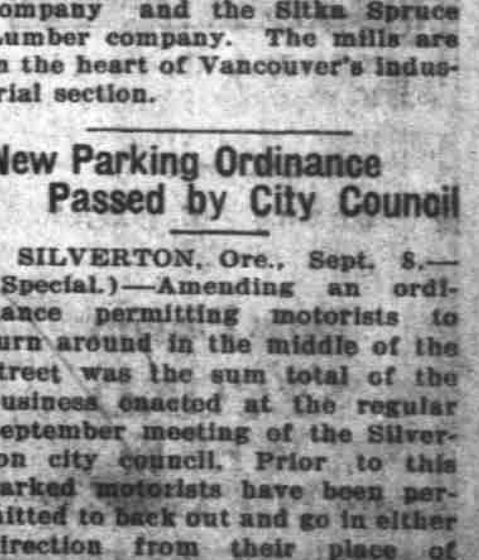 ompany and the Sitka Spruce
umber company. The mills are
n the heart of Vancouver's indus-
rial section.
New Parking Ordinance
Passed by City Council
SILVERTON, Ore., Sept. 8.—
Special.)—Amending an ordi-
ance permitting motorists to
urn around in the middle of the
treet was the sum total of the
usiness enacted at the regular
eptember meeting of the Silver-
on city council. Prior to this
arked motorists have been per-
itted to back out and go in either
irection from their place of